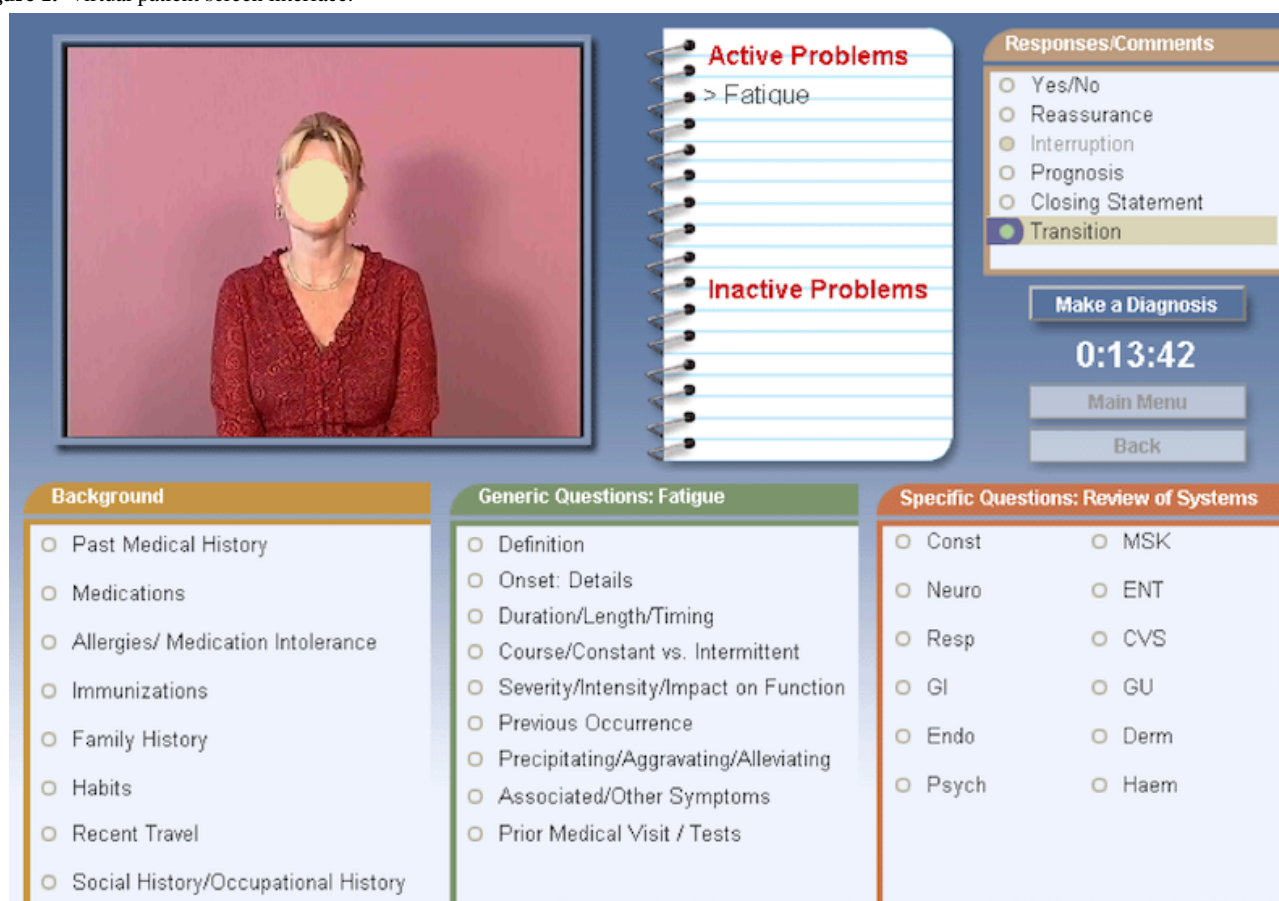 Virtual patient screen interface.
Active Problems
> Fatigue
Inactive Problems
Responses/Comments
Yes/No
Reassurance
Interruption
Prognosis
Closing Statement
Transition
Make a Diagnosis
0:13:42
Main Menu
Back
Background
Past Medical History
Medications
Allergies/ Medication Intolerance
Immunizations
Family History
Habits
Recent Travel
Social History/Occupational History
Generic Questions: Fatigue
Definition
Onset: Details
Duration/Length/Timing
Course/Constant vs. Intermittent
Severity/Intensity/Impact on Function
Previous Occurrence
Precipitating/Aggravating/Alleviating
Associated/Other Symptoms
Prior Medical Visit / Tests
Specific Questions: Review of Systems
Const
MSK
Neuro
ENT
Resp
CVS
GI
GU
Endo
Derm
Psych
Haem